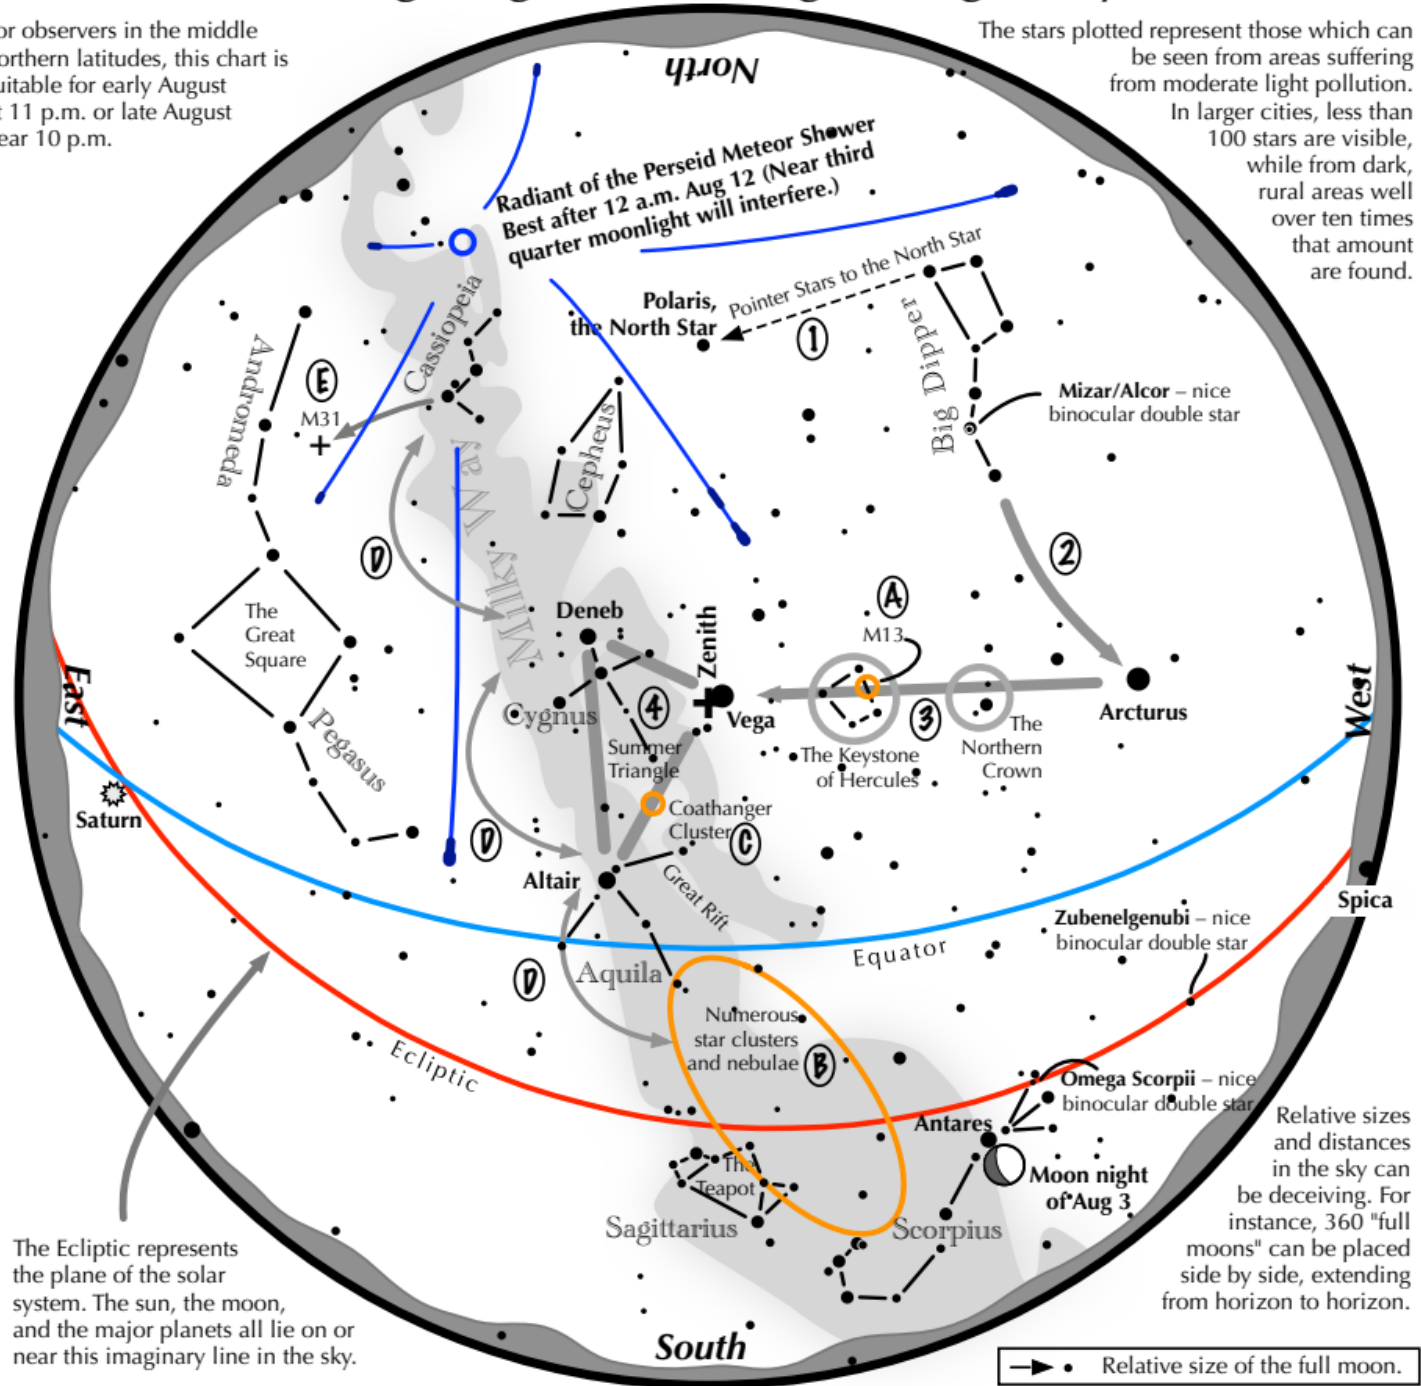 or observers in the middle
orthern latitudes, this chart is
uitable for early August
t 11 p.m. or late August
ear 10 p.m.
The stars plotted represent those which can
be seen from areas suffering
from moderate light pollution.
In larger cities, less than
100 stars are visible,
while from dark,
rural areas well
over ten times
that amount
are found.
North
Radiant of the Perseid Meteor Shower
Best after 12 a.m. Aug 12 (Near third
quarter moonlight will interfere.)
Pointer Stars to the North Star
Polaris,
the North Star
1
Big Dipper
Mizar/Alcor – nice
binocular double star
Cassiopeia
Andromeda
E
M31
Cepheus
Milky Way
D
2
A
M13
Deneb
Zenith
The
Great
Square
East
West
Pegasus
Cygnus
4
Vega
3
Arcturus
Summer
Triangle
The Keystone
of Hercules
The
Northern
Crown
Saturn
Coathanger
Cluster
C
D
Altair
Great Rift
Spica
Zubenelgenubi – nice
binocular double star
Equator
D
Aquila
Numerous
star clusters
and nebulae
B
Ecliptic
Omega Scorpii – nice
binocular double star
Antares
Moon night
of Aug 3
The
Teapot
Sagittarius
Scorpius
Relative sizes
and distances
in the sky can
be deceiving. For
instance, 360 "full
moons" can be placed
side by side, extending
from horizon to horizon.
The Ecliptic represents
the plane of the solar
system. The sun, the moon,
and the major planets all lie on or
near this imaginary line in the sky.
South
Relative size of the full moon.